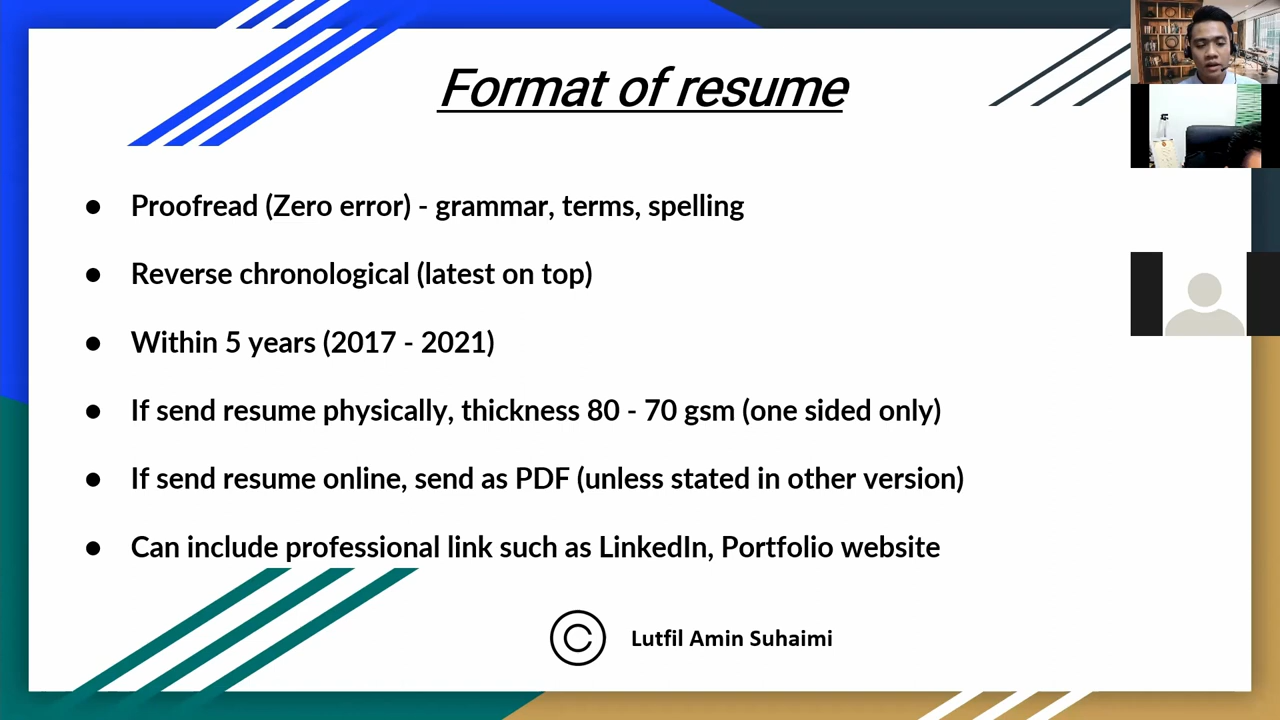 Format of resume
● Proofread (Zero error) - grammar, terms, spelling
● Reverse chronological (latest on top)
● Within 5 years (2017 - 2021)
● If send resume physically, thickness 80 - 70 gsm (one sided only)
● If send resume online, send as PDF (unless stated in other version)
● Can include professional link such as LinkedIn, Portfolio website
© Lutfil Amin Suhaimi